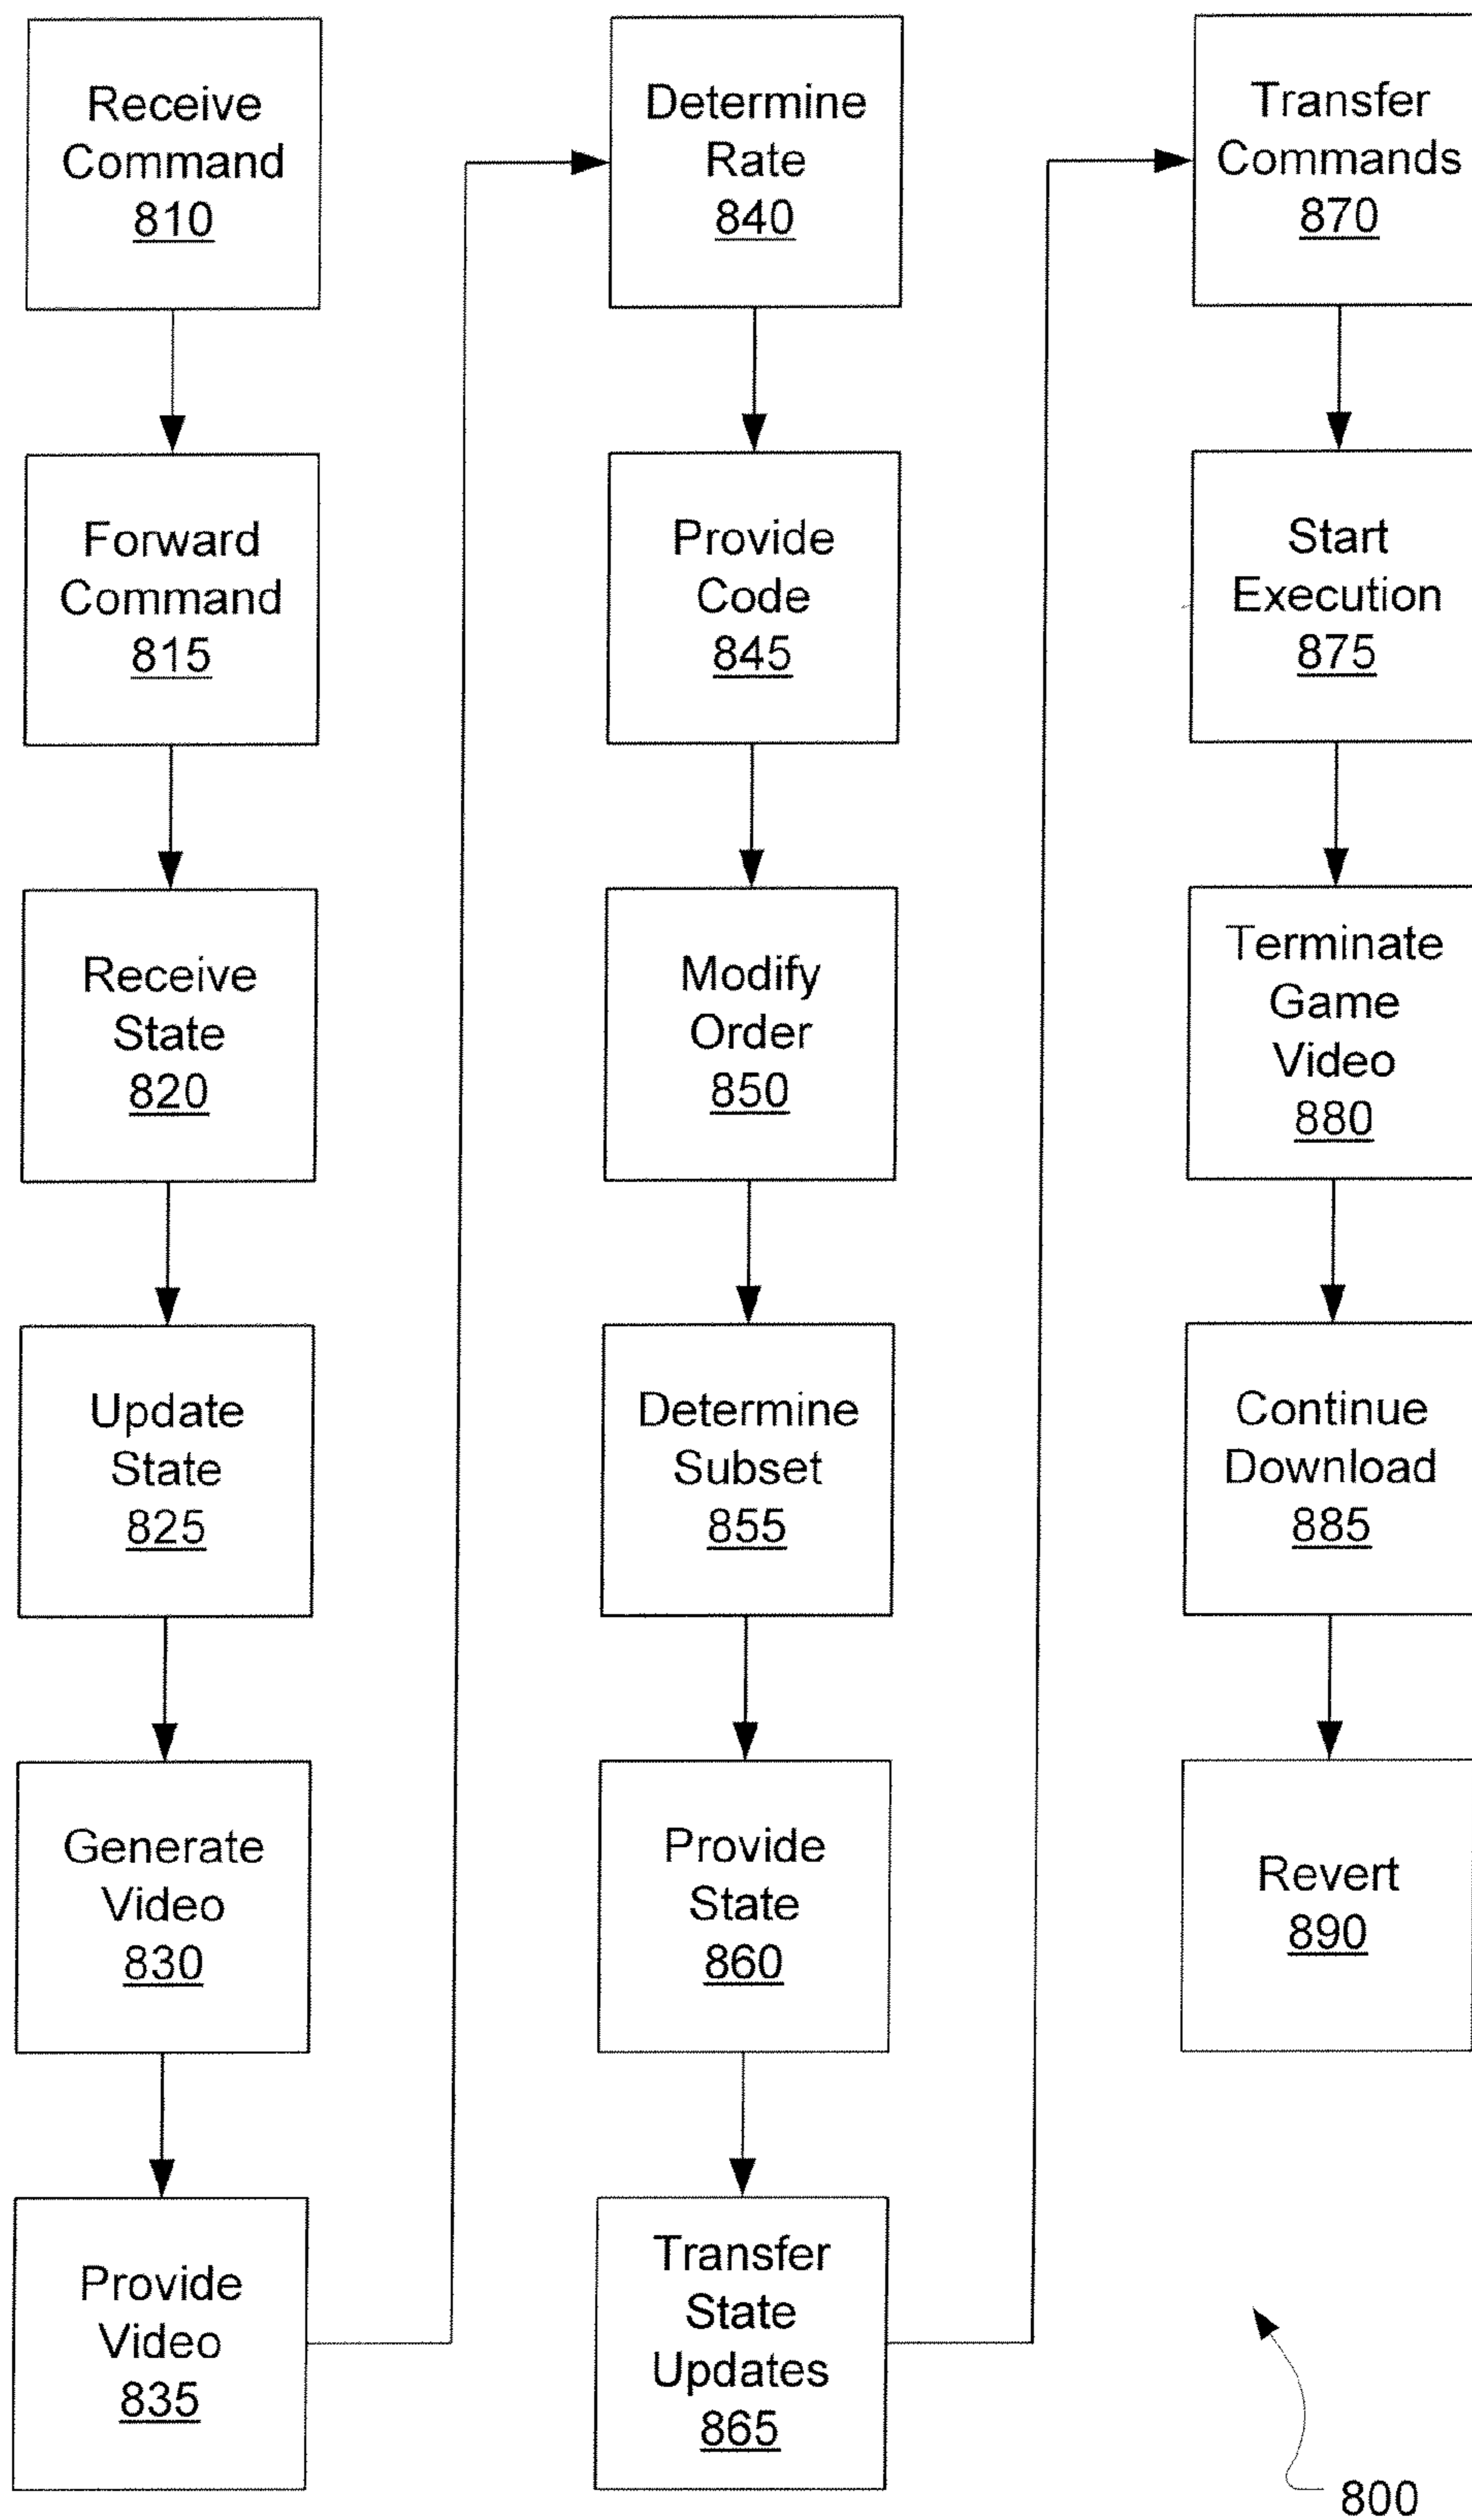 Receive
Command
810
Forward
Command
815
Receive
State
820
Update
State
825
Generate
Video
830
Provide
Video
835
Determine
Rate
840
Provide
Code
845
Modify
Order
850
Determine
Subset
855
Provide
State
860
Transfer
State
Updates
865
Transfer
Commands
870
Start
Execution
875
Terminate
Game
Video
880
Continue
Download
885
Revert
890
800